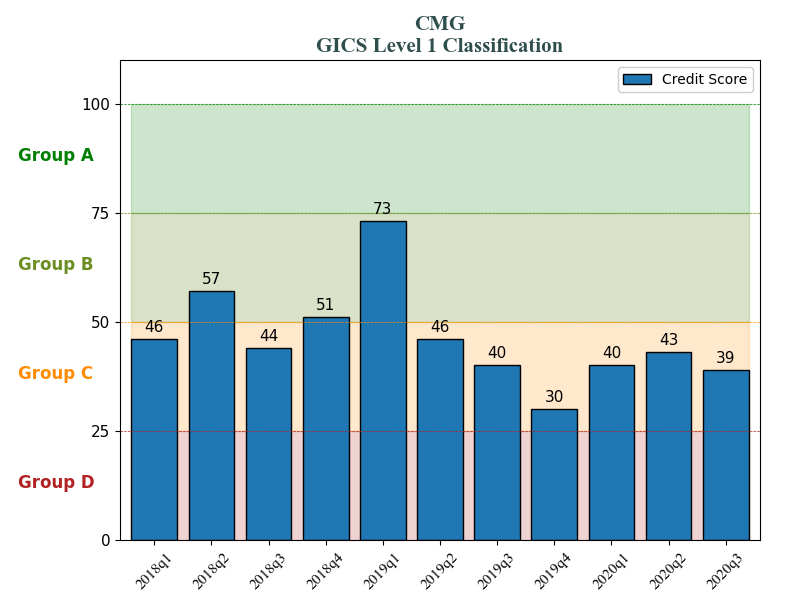 CMG
GICS Level 1 Classification
Credit Score
100
Group A
75
73
Group B
57
51
50
46
44
46
40
30
40
43
39
Group C
25
Group D
0
2018q1
2018q2
2018q3
2018q4
2019q1
2019q2
2019q3
2019q4
2020q1
2020q2
2020q3